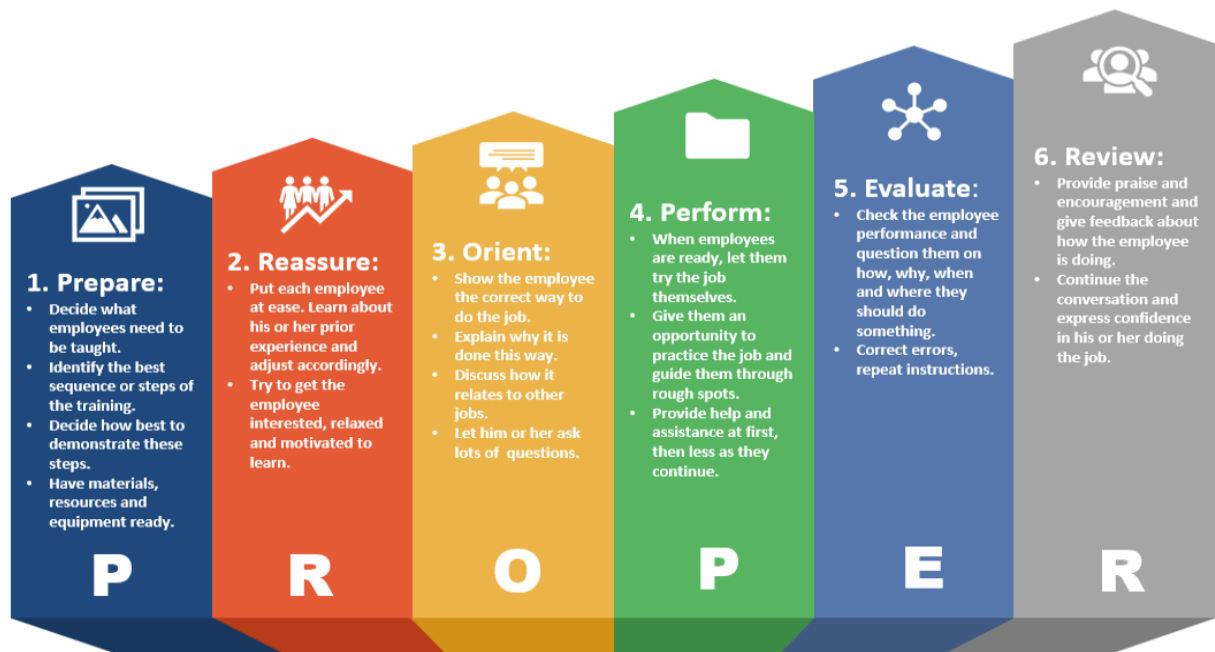 1. Prepare:
• Decide what
employees need to
be taught.
• Identify the best
sequence or steps of
the training.
• Decide how best to
demonstrate these
steps.
• Have materials,
resources and
equipment ready.
P
2. Reassure:
• Put each employee
at ease. Learn about
his or her prior
experience and
adjust accordingly.
• Try to get the
employee
interested, relaxed
and motivated to
learn.
R
3. Orient:
• Show the employee
the correct way to
do the job.
• Explain why it is
done this way.
• Discuss how it
relates to other
jobs.
• Let him or her ask
lots of questions.
O
4. Perform:
• When employees
are ready, let them
try the job
themselves.
• Give them an
opportunity to
practice the job and
guide them through
rough spots.
• Provide help and
assistance at first,
then less as they
continue.
P
5. Evaluate:
• Check the employee
performance and
question them on
how, why, when
and where they
should do
something.
• Correct errors,
repeat instructions.
E
6. Review:
• Provide praise and
encouragement and
give feedback about
how the employee
is doing.
• Continue the
conversation and
express confidence
in his or her doing
the job.
R